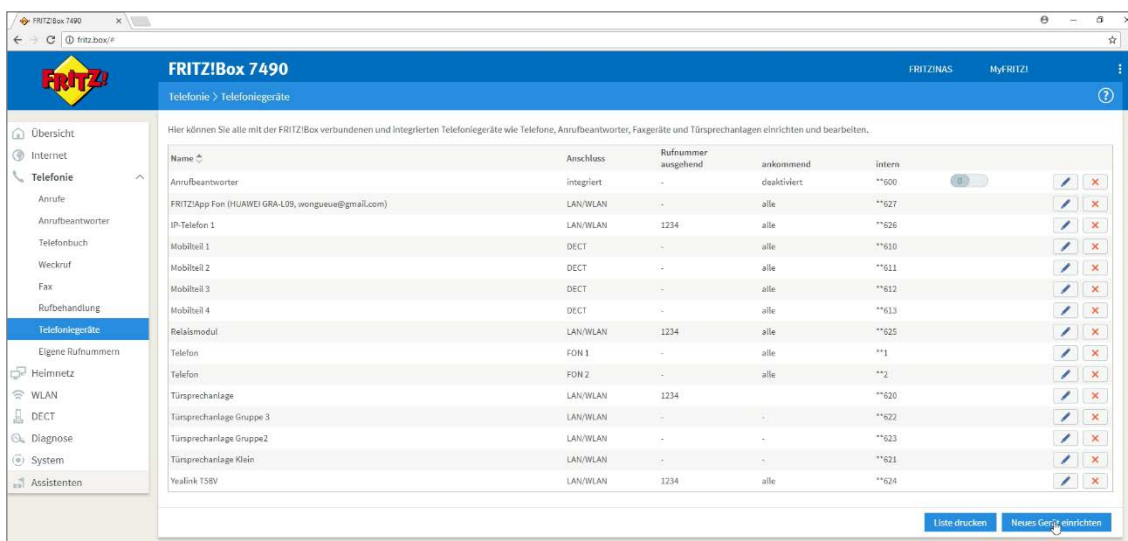 FRITZ!Box 7490
fritz.box/#
FRITZ!
FRITZ!Box 7490
FRITZ!NAS MyFRITZ!
Telefonie > Telefoniegeräte
Übersicht
Internet
Telefonie
Anrufe
Anrufbeantworter
Telefonbuch
Weckruf
Fax
Rufbehandlung
Telefoniegeräte
Eigene Rufnummern
Heimnetz
WLAN
DECT
Diagnose
System
Assistenten
Hier können Sie alle mit der FRITZ!Box verbundenen und integrierten Telefoniegeräte wie Telefone, Anrufbeantworter, Faxgeräte und Türsprechanlagen einrichten und bearbeiten.
Name Anschluss Rufnummer ausgehend ankommend intern
Anrufbeantworter integriert - deaktiviert **600
FRITZ!App Fon (HUAWEI GRA-L09, wongueue@gmail.com) LAN/WLAN - alle **627
IP-Telefon 1 LAN/WLAN 1234 alle **626
Mobilteil 1 DECT - alle **610
Mobilteil 2 DECT - alle **611
Mobilteil 3 DECT - alle **612
Mobilteil 4 DECT - alle **613
Relaismodul LAN/WLAN 1234 alle **625
Telefon FON 1 - alle **1
Telefon FON 2 - alle **2
Türsprechanlage LAN/WLAN 1234 **620
Türsprechanlage Gruppe 3 LAN/WLAN - - **622
Türsprechanlage Gruppe2 LAN/WLAN - - **623
Türsprechanlage Klein LAN/WLAN - - **621
Yealink T58V LAN/WLAN 1234 alle **624
Liste drucken Neues Gerät einrichten